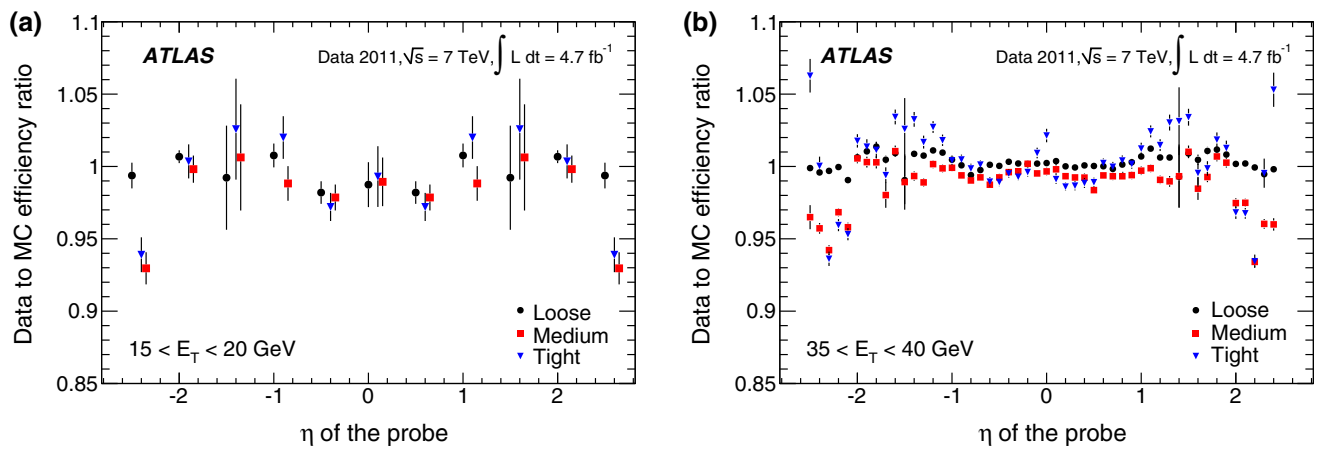 (a)
Data to MC efficiency ratio
1.1
1.05
1
0.95
0.9
0.85
ATLAS
Data 2011,√s = 7 TeV,∫ L dt = 4.7 fb⁻¹
Loose
Medium
Tight
15 < E_T < 20 GeV
-2 -1 0 1 2
η of the probe
(b)
Data to MC efficiency ratio
1.1
1.05
1
0.95
0.9
0.85
ATLAS
Data 2011,√s = 7 TeV,∫ L dt = 4.7 fb⁻¹
Loose
Medium
Tight
35 < E_T < 40 GeV
-2 -1 0 1 2
η of the probe